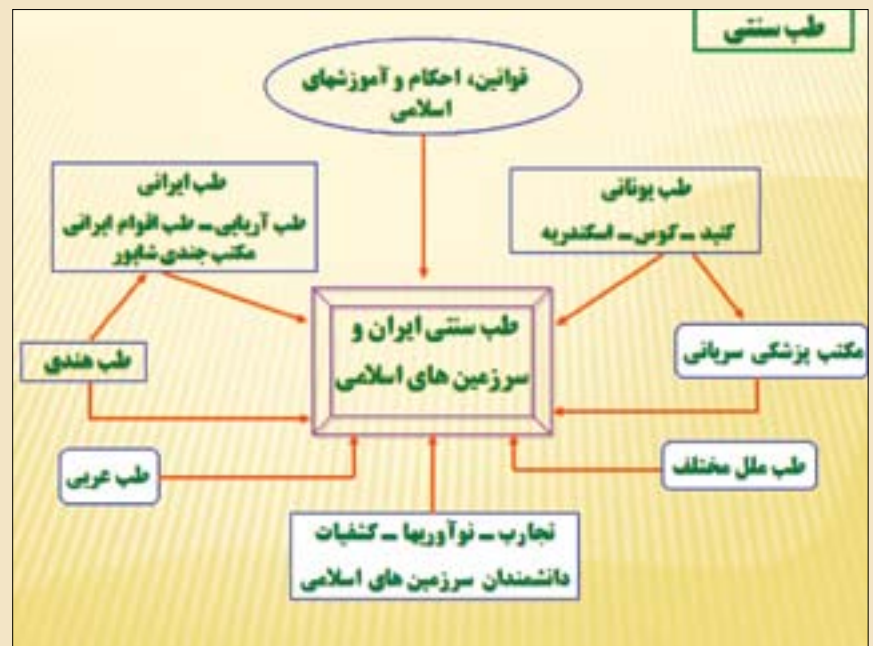 طب سنتی
قوانین، احکام و آموزشهای
اسلامی
طب یونانی
کنید ـ کوس ـ اسکندریه
طب ایرانی
طب آریایی ـ طب اقوام ایرانی
مکتب جندی شاپور
طب سنتی ایران و
سرزمین های اسلامی
مکتب پزشکی سریانی
طب هندی
طب ملل مختلف
طب عربی
تجارب ـ نوآوریها ـ کشفیات
دانشمندان سرزمین های اسلامی